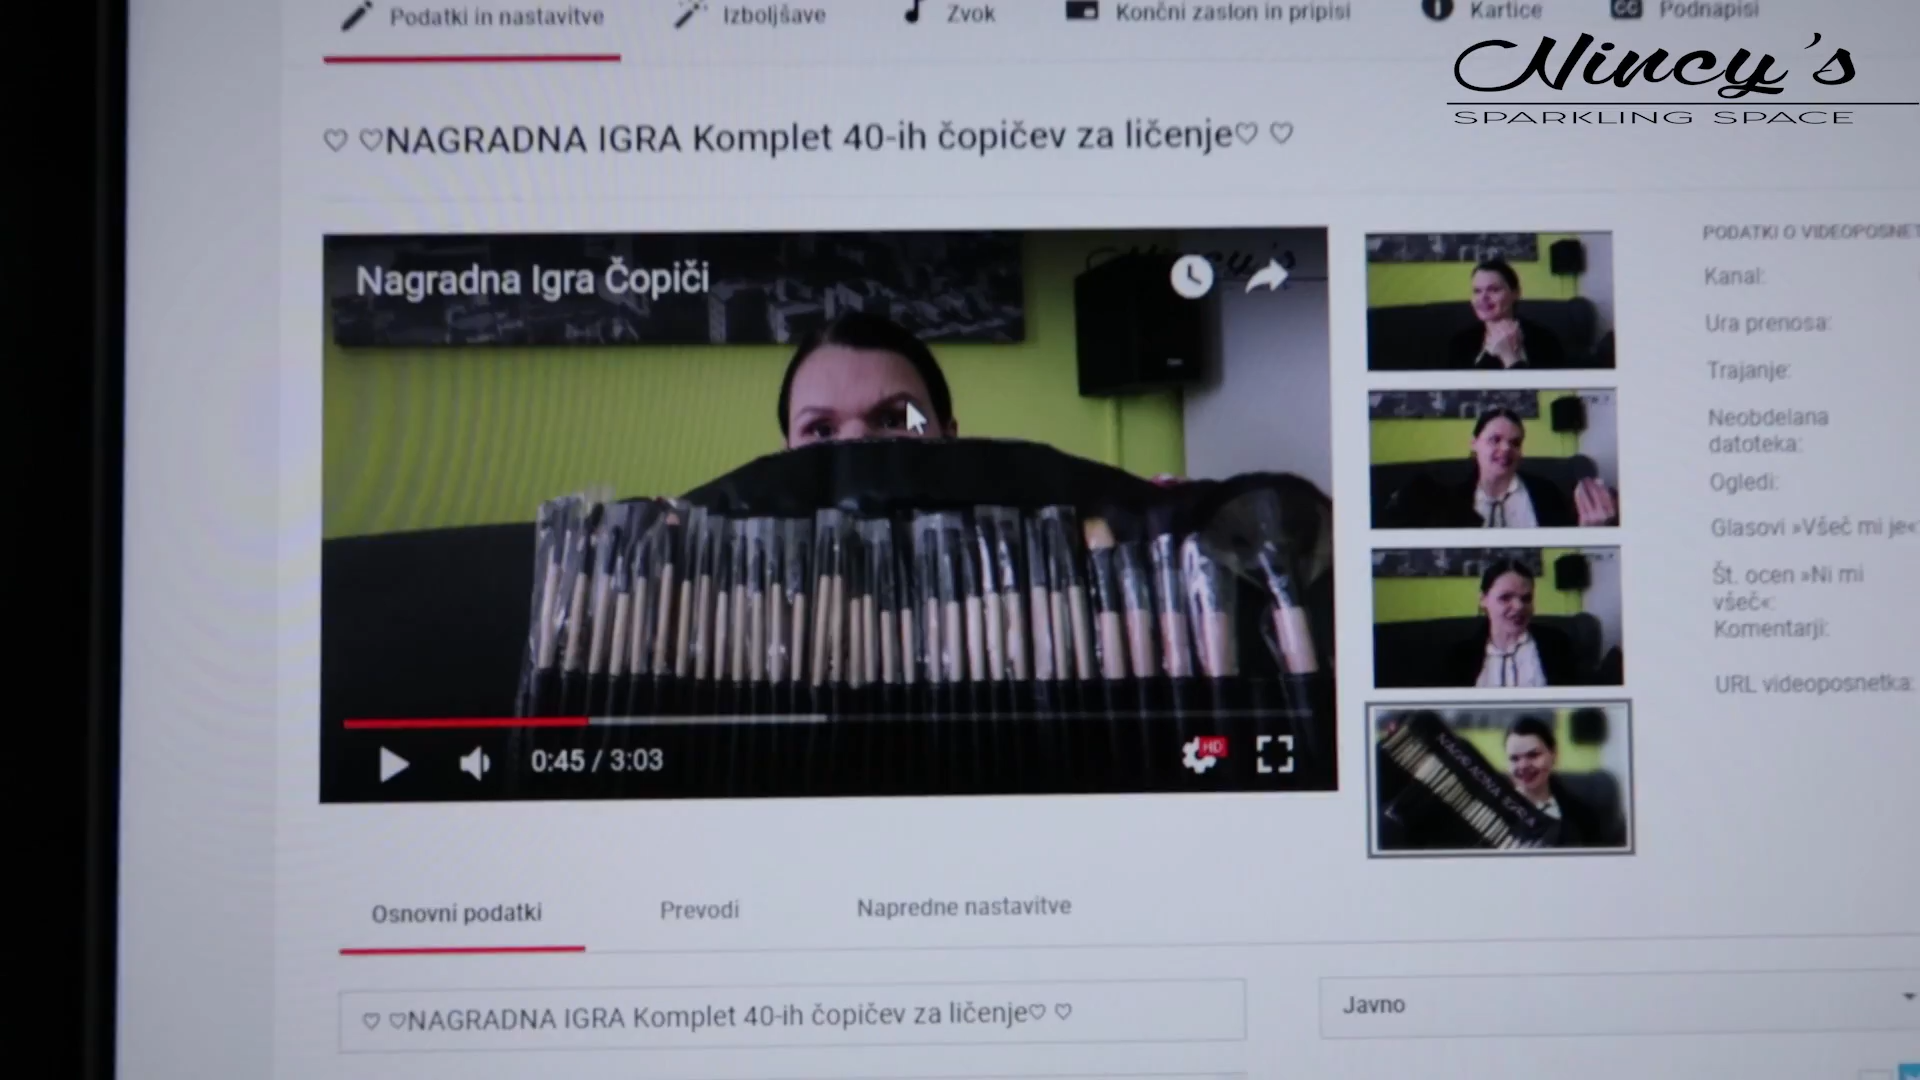 Podatki in nastavitve
Izboljšave
Zvok
Končni zaslon in pripisi
Kartice
CC Podnapisi
Nincy's
SPARKLING SPACE
♡ ♡NAGRADNA IGRA Komplet 40-ih čopičev za ličenje♡ ♡
Nagradna Igra Čopiči
0:45 / 3:03
HD
NAGRADNA IGRA
PODATKI O
Kanal:
Ura prenosa:
Trajanje:
Neobdelana
datoteka:
Ogledi:
Glasovi »Všeč mi je«
Št. ocen »Ni mi
všeč«:
Komentarji:
URL videoposnetka:
Osnovni podatki
Prevodi
Napredne nastavitve
♡ ♡NAGRADNA IGRA Komplet 40-ih čopičev za ličenje♡ ♡
Javno